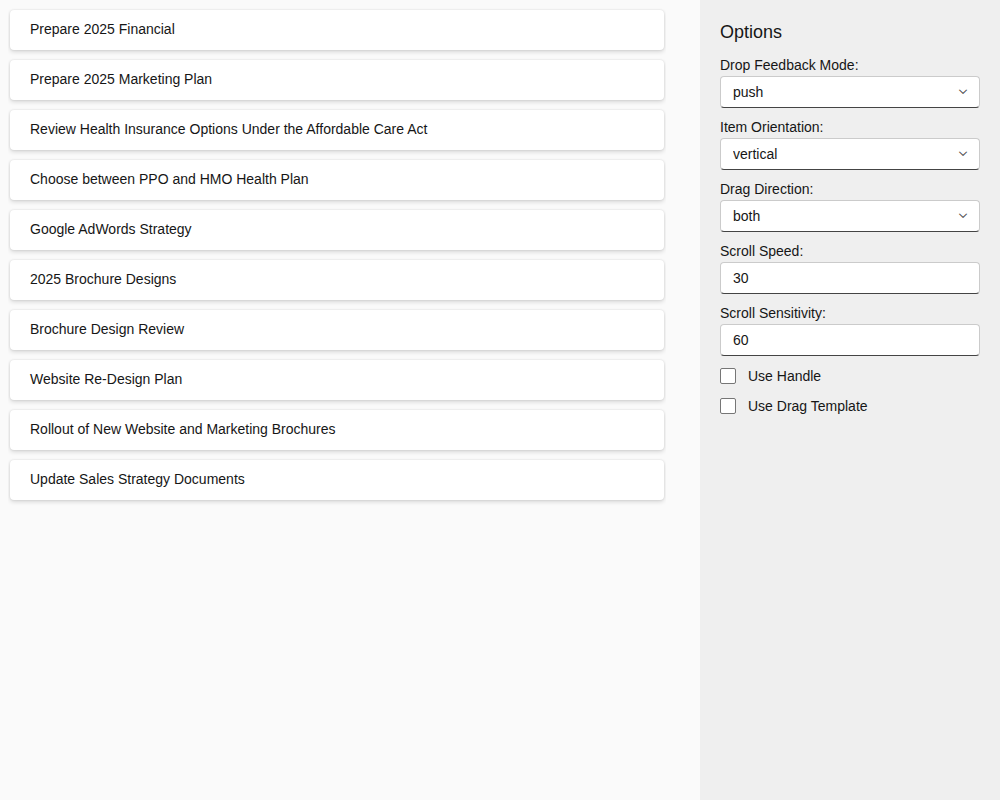 Prepare 2025 Financial
Prepare 2025 Marketing Plan
Review Health Insurance Options Under the Affordable Care Act
Choose between PPO and HMO Health Plan
Google AdWords Strategy
2025 Brochure Designs
Brochure Design Review
Website Re-Design Plan
Rollout of New Website and Marketing Brochures
Update Sales Strategy Documents
Options
Drop Feedback Mode:
push
Item Orientation:
vertical
Drag Direction:
both
Scroll Speed:
30
Scroll Sensitivity:
60
Use Handle
Use Drag Template